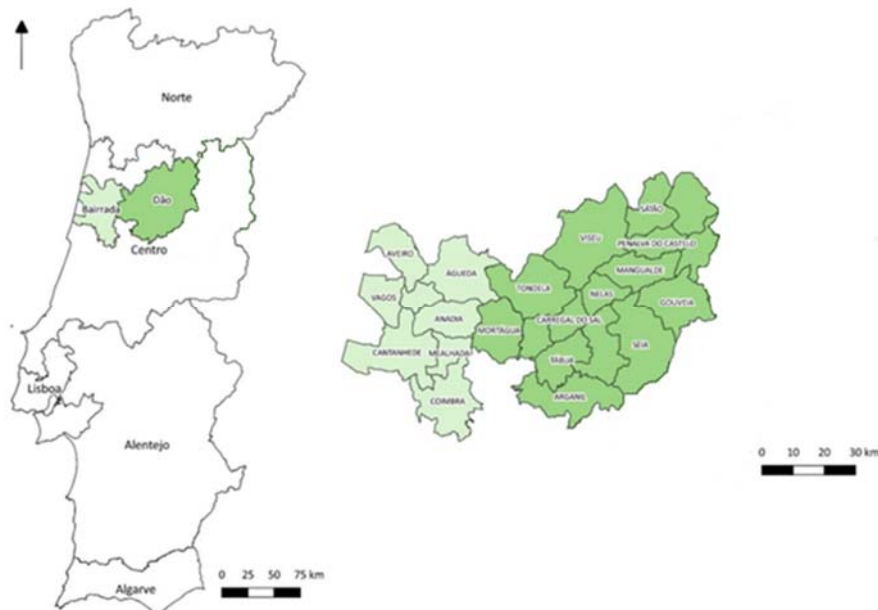 Norte
Bairrada
Dão
Centro
Lisboa
Alentejo
Algarve
0 25 50 75 km
SÁTÃO
VISEU
PENALVA DO CASTELO
AVEIRO
ÁGUEDA
MANGUALDE
TONDELA
NELAS
VAGOS
GOUVEIA
ANADIA
CARREGAL DO SAL
MORTÁGUA
SEIA
CANTANHEDE
MEALHADA
TÁBUA
COIMBRA
ARGANIL
0 10 20 30 km